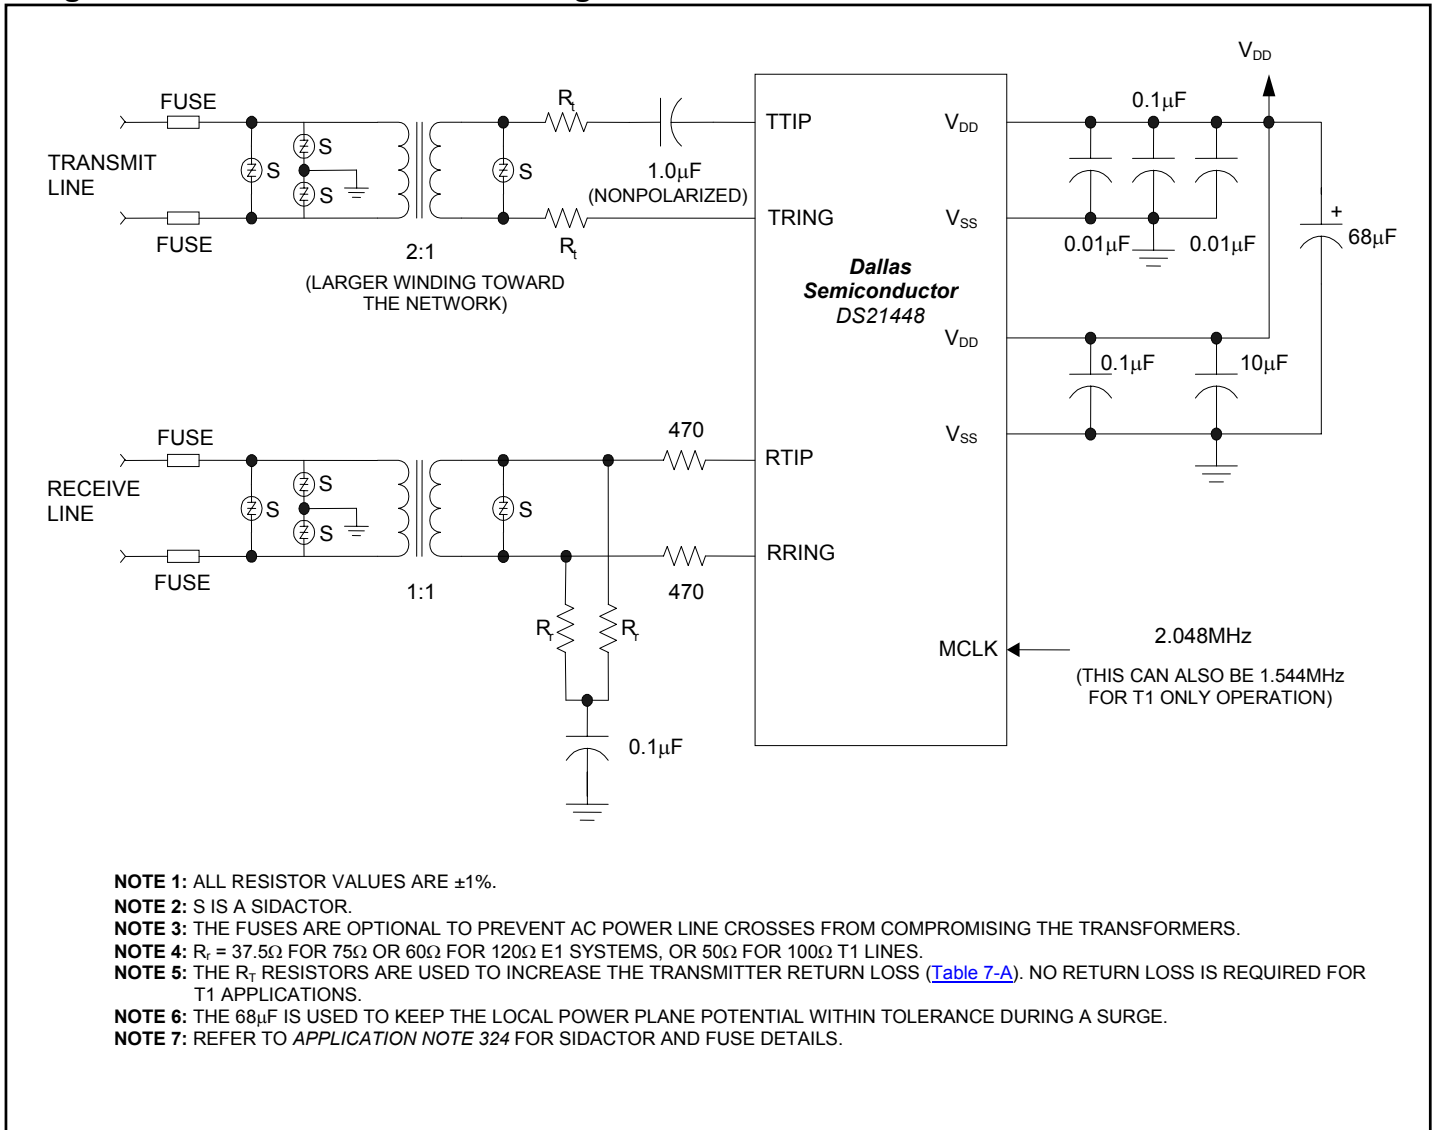 FUSE
TRANSMIT
LINE
FUSE
S
S
S
2:1
(LARGER WINDING TOWARD
THE NETWORK)
S
Rt
Rt
1.0µF
(NONPOLARIZED)
TTIP
TRING
Dallas
Semiconductor
DS21448
VDD
VSS
VDD
VSS
0.1µF
0.01µF
0.01µF
VDD
+
68µF
0.1µF
10µF
FUSE
RECEIVE
LINE
FUSE
S
S
S
1:1
S
470
470
RTIP
RRING
Rr
Rr
0.1µF
MCLK
2.048MHz
(THIS CAN ALSO BE 1.544MHz
FOR T1 ONLY OPERATION)
NOTE 1: ALL RESISTOR VALUES ARE ±1%.
NOTE 2: S IS A SIDACTOR.
NOTE 3: THE FUSES ARE OPTIONAL TO PREVENT AC POWER LINE CROSSES FROM COMPROMISING THE TRANSFORMERS.
NOTE 4: Rr = 37.5Ω FOR 75Ω OR 60Ω FOR 120Ω E1 SYSTEMS, OR 50Ω FOR 100Ω T1 LINES.
NOTE 5: THE RT RESISTORS ARE USED TO INCREASE THE TRANSMITTER RETURN LOSS (Table 7-A). NO RETURN LOSS IS REQUIRED FOR
T1 APPLICATIONS.
NOTE 6: THE 68µF IS USED TO KEEP THE LOCAL POWER PLANE POTENTIAL WITHIN TOLERANCE DURING A SURGE.
NOTE 7: REFER TO APPLICATION NOTE 324 FOR SIDACTOR AND FUSE DETAILS.